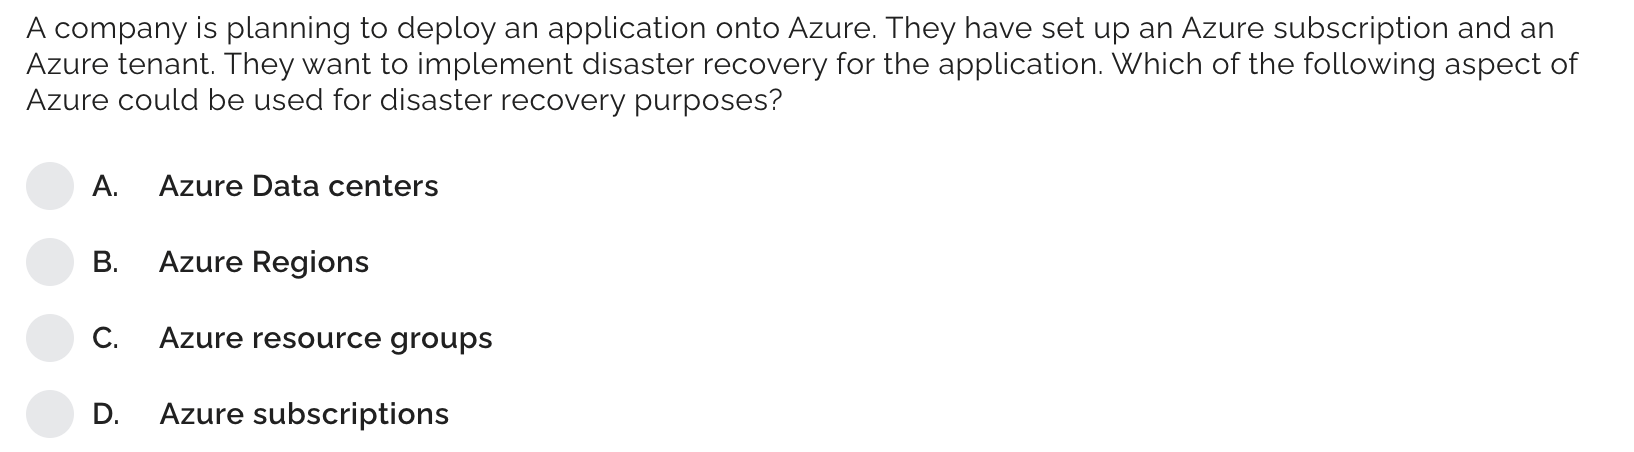 A company is planning to deploy an application onto Azure. They have set up an Azure subscription and an
Azure tenant. They want to implement disaster recovery for the application. Which of the following aspect of
Azure could be used for disaster recovery purposes?
A. Azure Data centers
B. Azure Regions
C. Azure resource groups
D. Azure subscriptions